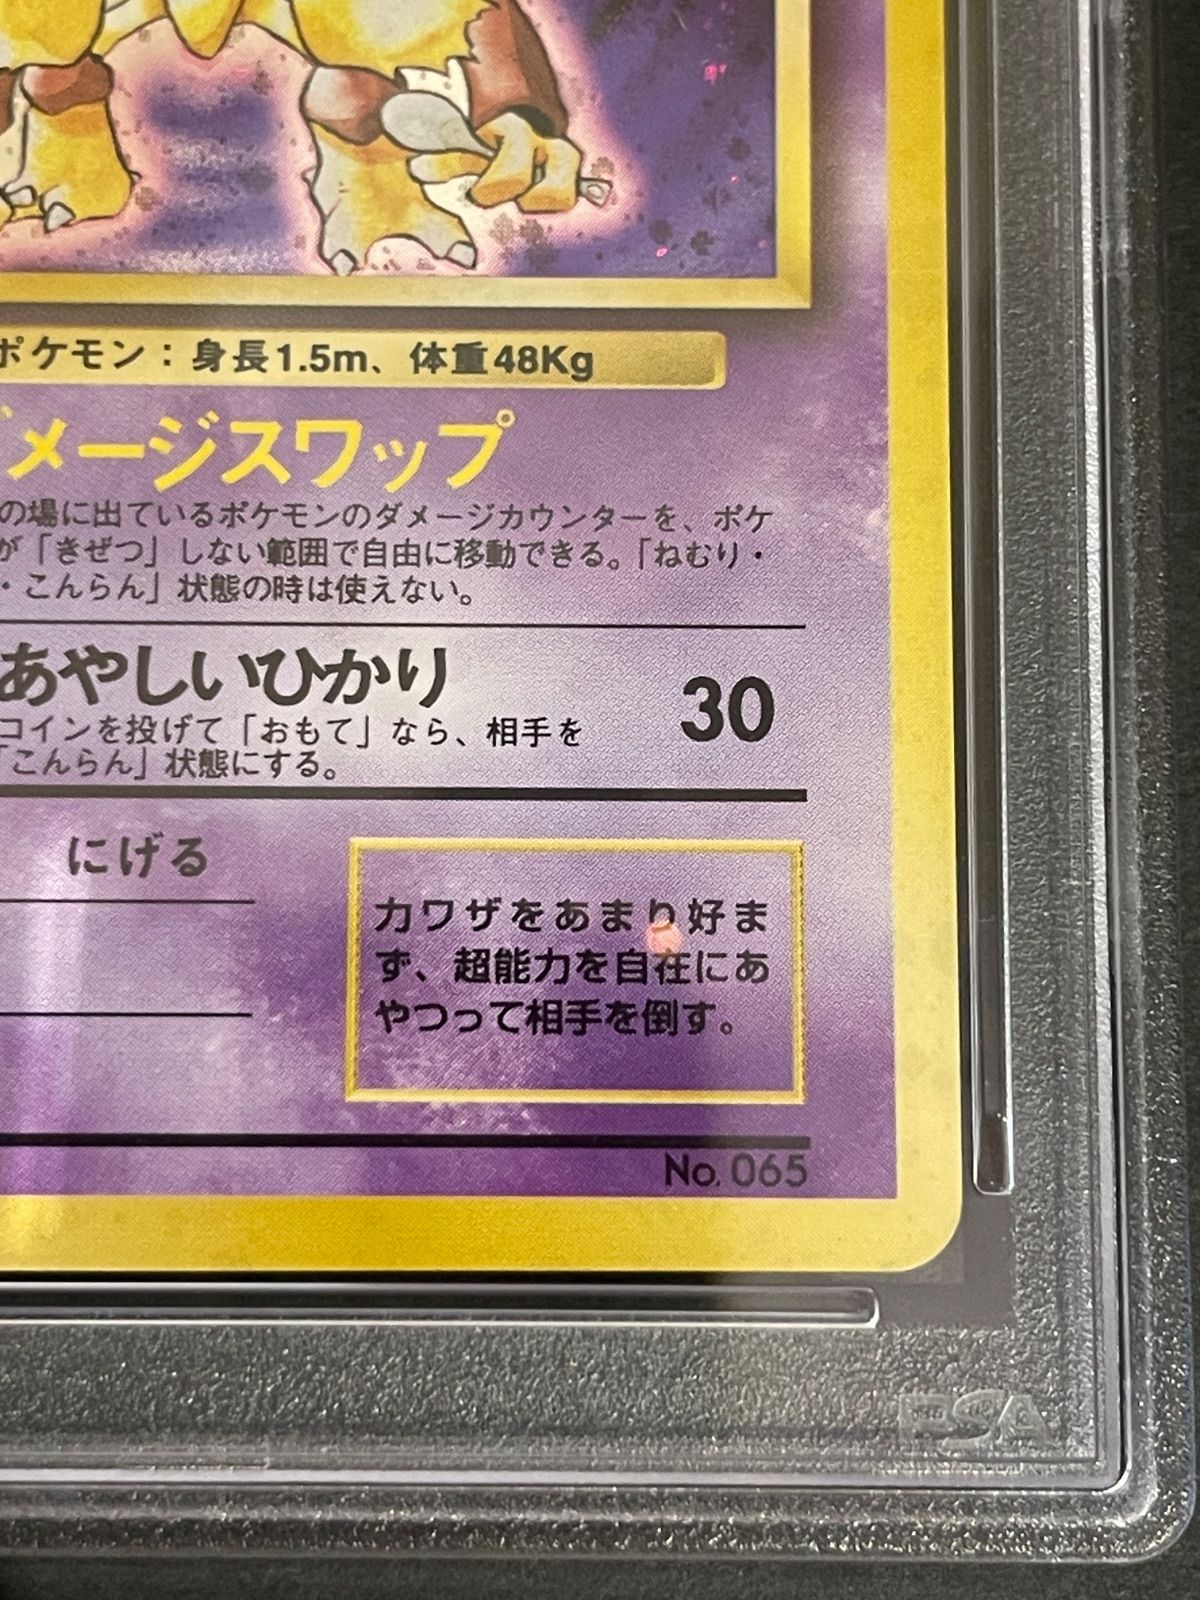 ポケモン：身長1.5m、体重48Kg
メージスワップ
の場に出ているポケモンのダメージカウンターを、ポケ
が「きぜつ」しない範囲で自由に移動できる。「ねむり・
・こんらん」状態の時は使えない。
あやしいひかり
30
コインを投げて「おもて」なら、相手を
「こんらん」状態にする。
にげる
力ワザをあまり好ま
ず、超能力を自在にあ
やつって相手を倒す。
No. 065
PSA